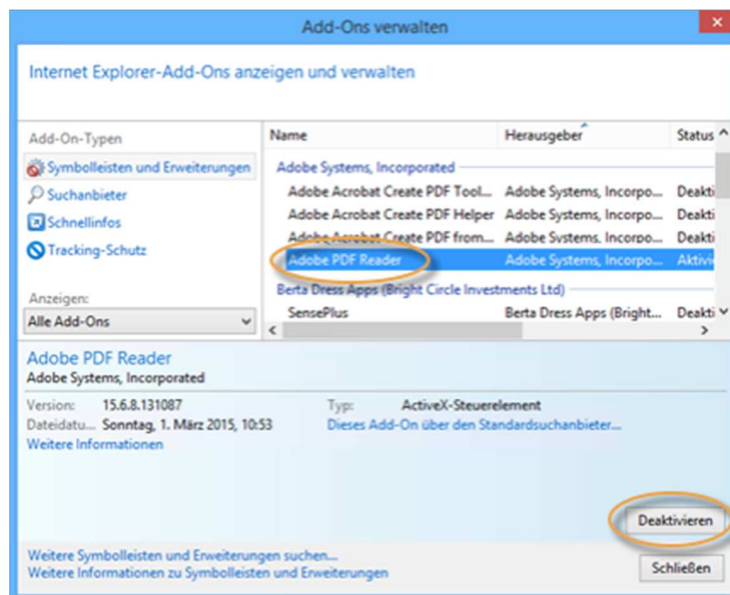 Add-Ons verwalten
Internet Explorer-Add-Ons anzeigen und verwalten
Add-On-Typen
Symbolleisten und Erweiterungen
Suchanbieter
Schnellinfos
Tracking-Schutz
Anzeigen:
Alle Add-Ons
Name Herausgeber Status
Adobe Systems, Incorporated
Adobe Acrobat Create PDF Tool... Adobe Systems, Incorpo... Deakti
Adobe Acrobat Create PDF Helper Adobe Systems, Incorpo... Deakti
Adobe Acrobat Create PDF from... Adobe Systems, Incorpo... Deakti
Adobe PDF Reader Adobe Systems, Incorpo... Aktivi
Berta Dress Apps (Bright Circle Investments Ltd)
SensePlus Berta Dress Apps (Bright... Deakti
Adobe PDF Reader
Adobe Systems, Incorporated
Version: 15.6.8.131087 Typ: ActiveX-Steuerelement
Dateidatu... Sonntag, 1. März 2015, 10:53 Dieses Add-On über den Standardsuchanbieter...
Weitere Informationen
Deaktivieren
Weitere Symbolleisten und Erweiterungen suchen...
Weitere Informationen zu Symbolleisten und Erweiterungen
Schließen